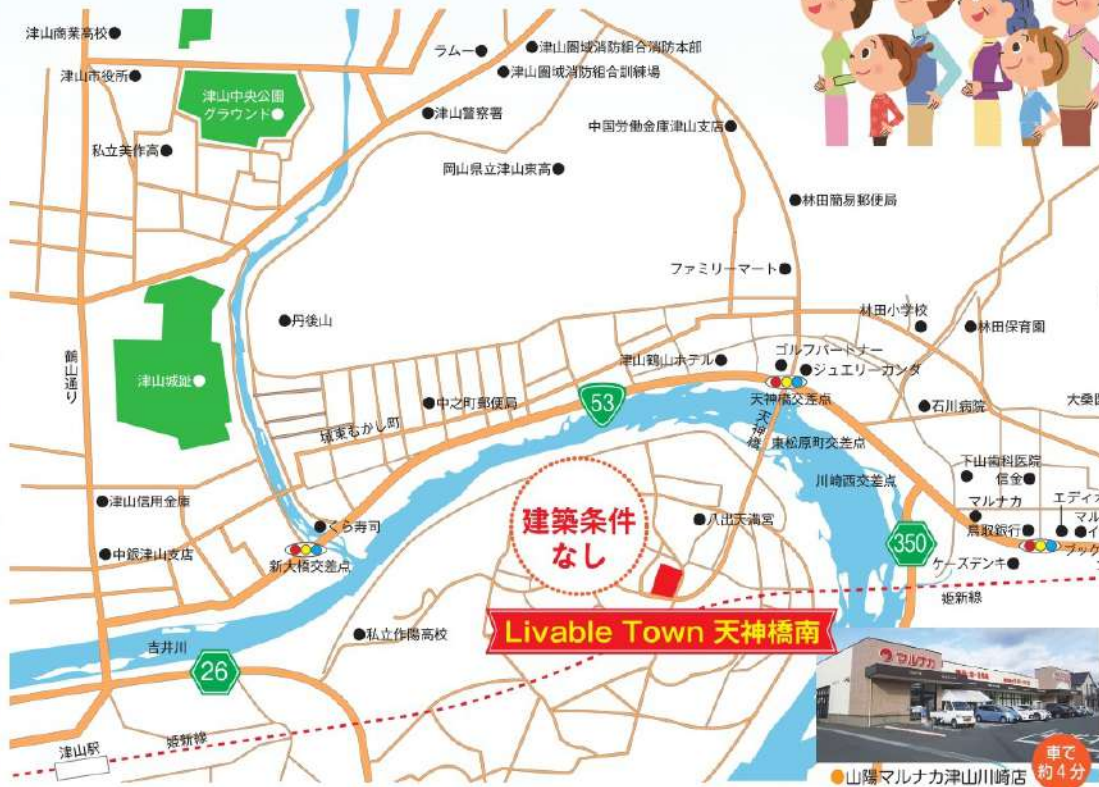 津山商業高校
ラムー
津山圏域消防組合消防本部
津山圏域消防組合訓練場
津山市役所
津山中央公園
グラウンド
津山警察署
中国労働金庫津山支店
私立美作高
岡山県立津山東高
林田簡易郵便局
ファミリーマート
林田小学校
林田保育園
丹後山
鶴山通り
津山城趾
津山鶴山ホテル
ゴルフパートナー
ジュエリーカンダ
天神橋交差点
53
中之町郵便局
城東むかし町
天神橋
東松原町交差点
石川病院
大桑医
川崎西交差点
下山歯科医院
信金
マルナカ
エディオ
マル
鳥取銀行
イ
ブック
ケーズデンキ
350
姫新線
津山信用金庫
中銀津山支店
くら寿司
新大橋交差点
建築条件
なし
八出天満宮
Livable Town 天神橋南
私立作陽高校
吉井川
26
津山駅
姫新線
マルナカ
山陽マルナカ津山川崎店
車で
約4分